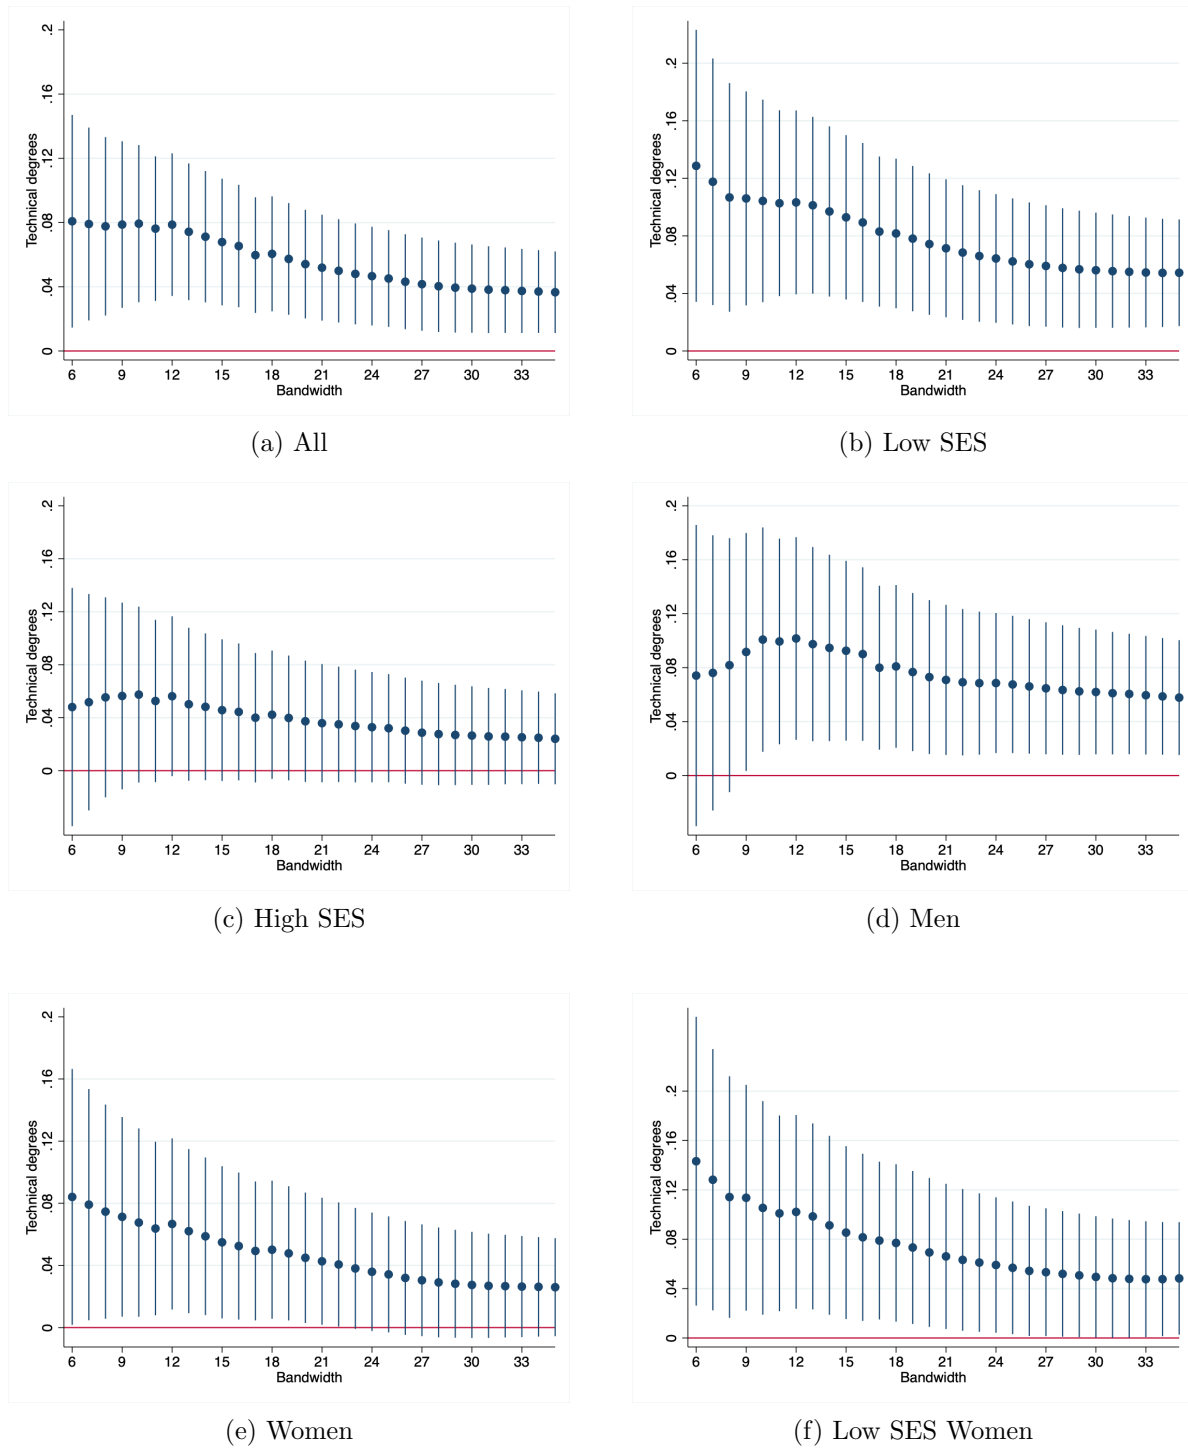 Technical degrees
.2
.16
.12
.08
.04
0
6 9 12 15 18 21 24 27 30 33
Bandwidth
(a) All
Technical degrees
.2
.16
.12
.08
.04
0
6 9 12 15 18 21 24 27 30 33
Bandwidth
(b) Low SES
Technical degrees
.2
.16
.12
.08
.04
0
6 9 12 15 18 21 24 27 30 33
Bandwidth
(c) High SES
Technical degrees
.2
.16
.12
.08
.04
0
6 9 12 15 18 21 24 27 30 33
Bandwidth
(d) Men
Technical degrees
.2
.16
.12
.08
.04
0
6 9 12 15 18 21 24 27 30 33
Bandwidth
(e) Women
Technical degrees
.2
.16
.12
.08
.04
0
6 9 12 15 18 21 24 27 30 33
Bandwidth
(f) Low SES Women